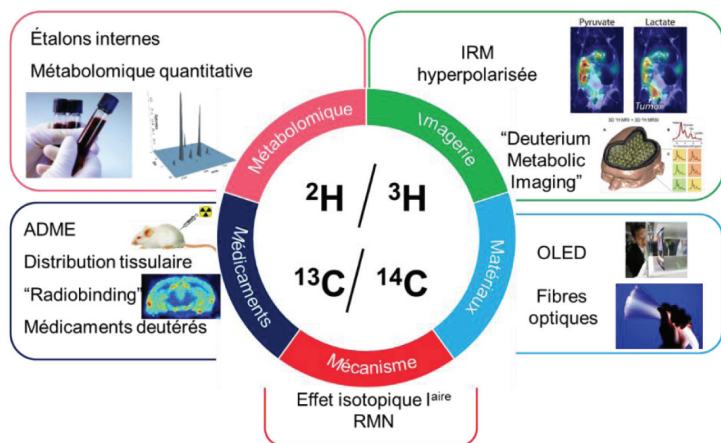 Étalons internes
Métabolomique quantitative
Pyruvate Lactate
IRM
hyperpolarisée
Tumor
"Deuterium
Metabolic
Imaging"
Métabolomique
Imagerie
²H / ³H
¹³C / ¹⁴C
Médicaments
Matériaux
Mécanisme
ADME
Distribution tissulaire
"Radiobinding"
Médicaments deutérés
OLED
Fibres
optiques
Effet isotopique Iᵃⁱʳᵉ
RMN